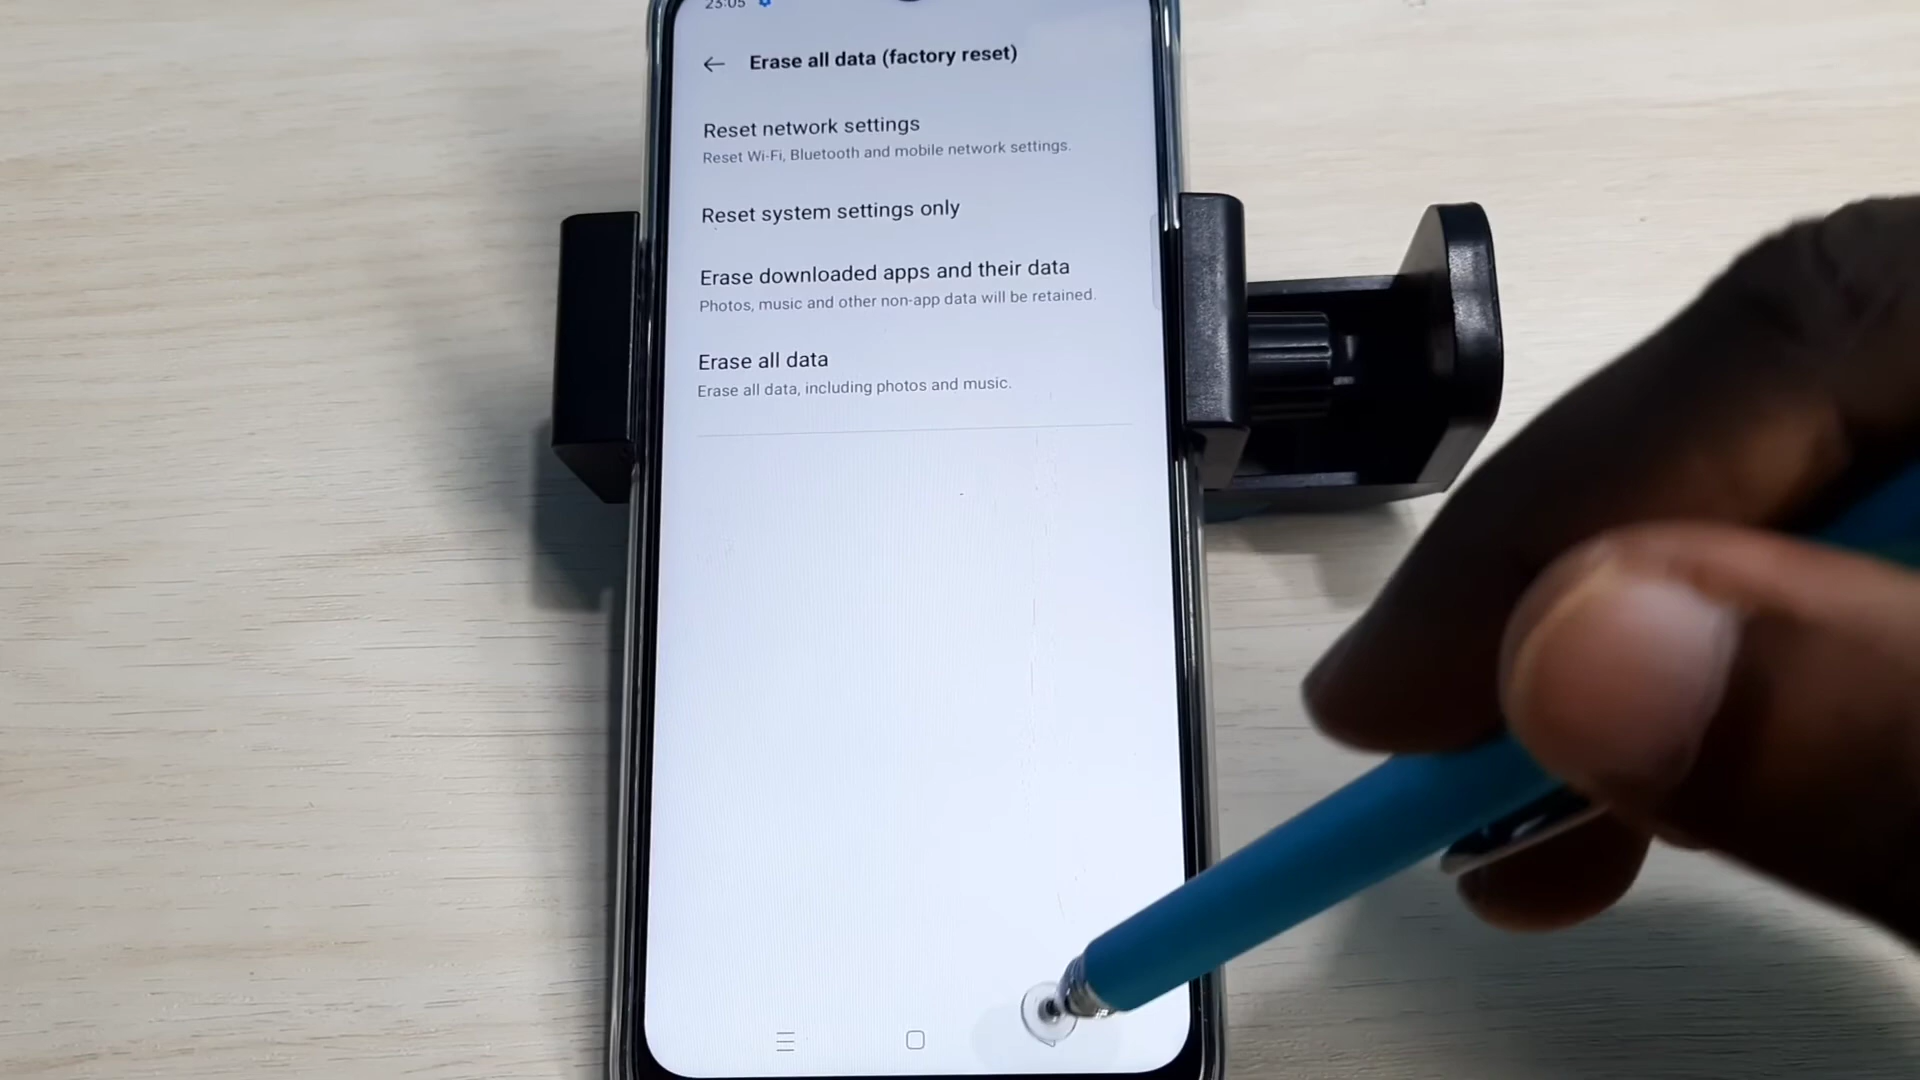 23:05
Erase all data (factory reset)
Reset network settings
Reset Wi-Fi, Bluetooth and mobile network settings.
Reset system settings only
Erase downloaded apps and their data
Photos, music and other non-app data will be retained.
Erase all data
Erase all data, including photos and music.